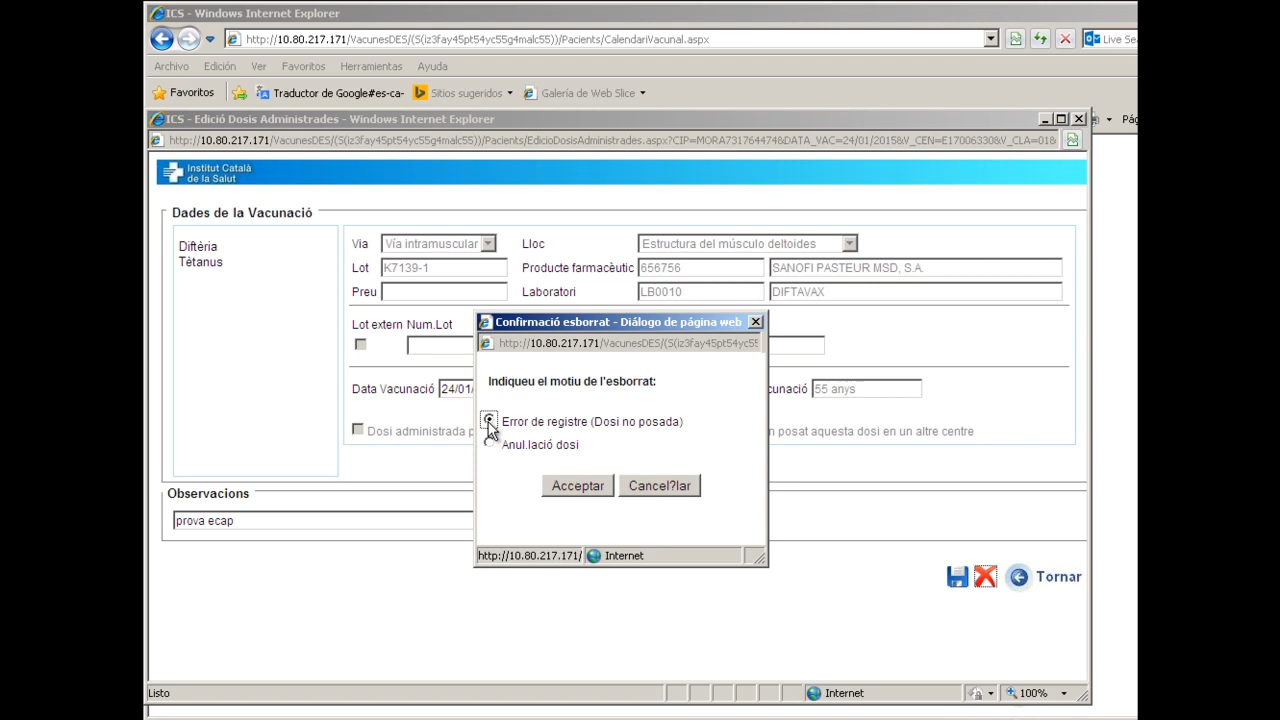 ICS - Windows Internet Explorer
http://10.80.217.171/VacunesDES/(S(iz3fay45pt54yc55g4malc55))/Pacients/CalendariVacunal.aspx
Live Se
Archivo Edición Ver Favoritos Herramientas Ayuda
Favoritos Traductor de Google#es-ca- Sitios sugeridos Galería de Web Slice
ICS - Edició Dosis Administrades - Windows Internet Explorer
Pág
http://10.80.217.171/VacunesDES/(S(iz3fay45pt54yc55g4malc55))/Pacients/EdicioDosisAdministrades.aspx?CIP=MORA7317644474&DATA_VAC=24/01/2015&V_CEN=E17006330&V_CLA=01&
Institut Català
de la Salut
Dades de la Vacunació
Diftèria
Tètanus
Via Vía intramuscular Lloc Estructura del músculo deltoides
Lot K7139-1 Producte farmacèutic 656756 SANOFI PASTEUR MSD, S.A.
Preu Laboratori LB0010 DIFTAVAX
Lot extern Num.Lot
Data Vacunació 24/01/ cunació 55 anys
Dosi administrada p n posat aquesta dosi en un altre centre
Confirmació esborrat - Diálogo de página web
http://10.80.217.171/VacunesDES/(S(iz3fay45pt54yc55
Indiqueu el motiu de l'esborrat:
Error de registre (Dosi no posada)
Anul.lació dosi
Acceptar Cancel?lar
http://10.80.217.171/ Internet
Observacions
prova ecap
Tornar
Listo Internet 100%